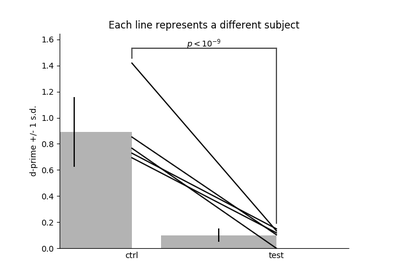 Each line represents a different subject
p < 10⁻⁹
d-prime +/- 1 s.d.
1.6
1.4
1.2
1.0
0.8
0.6
0.4
0.2
0.0
ctrl
test